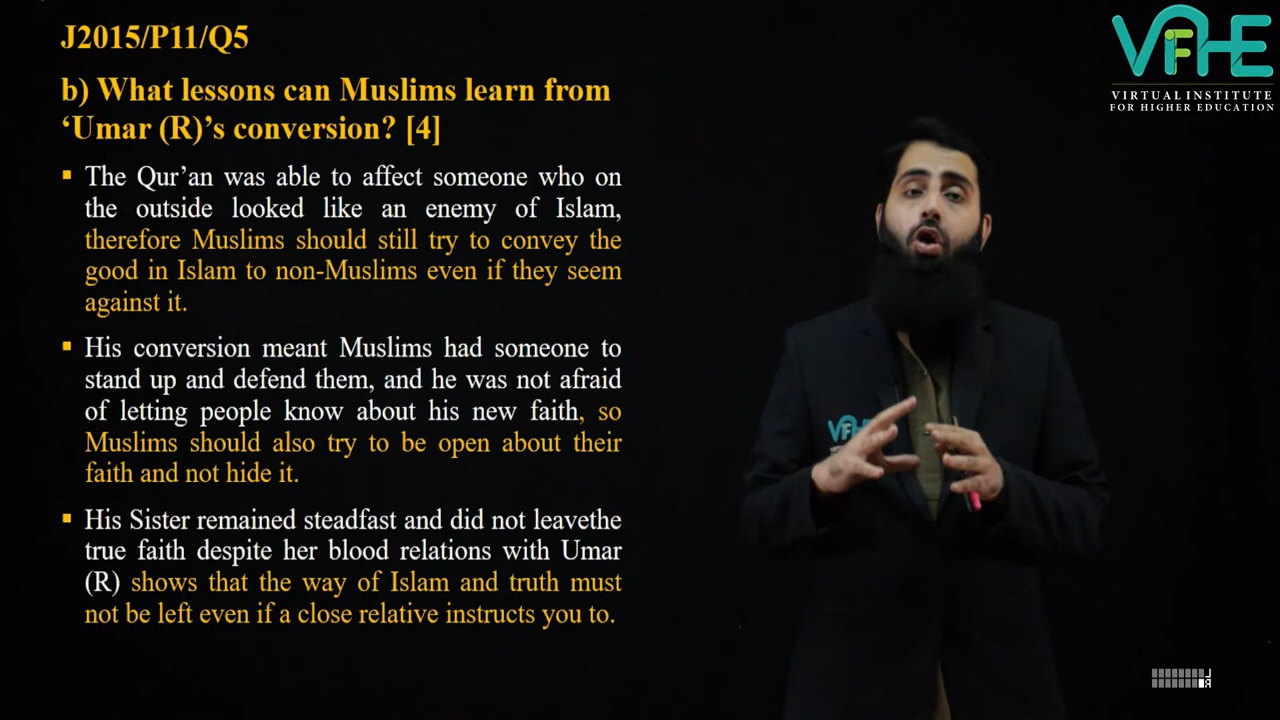 J2015/P11/Q5
b) What lessons can Muslims learn from
‘Umar (R)’s conversion? [4]
▪ The Qur’an was able to affect someone who on
the outside looked like an enemy of Islam,
therefore Muslims should still try to convey the
good in Islam to non-Muslims even if they seem
against it.
▪ His conversion meant Muslims had someone to
stand up and defend them, and he was not afraid
of letting people know about his new faith, so
Muslims should also try to be open about their
faith and not hide it.
▪ His Sister remained steadfast and did not leavethe
true faith despite her blood relations with Umar
(R) shows that the way of Islam and truth must
not be left even if a close relative instructs you to.
VIFHE
VIRTUAL INSTITUTE
FOR HIGHER EDUCATION
VIFHE
L
R